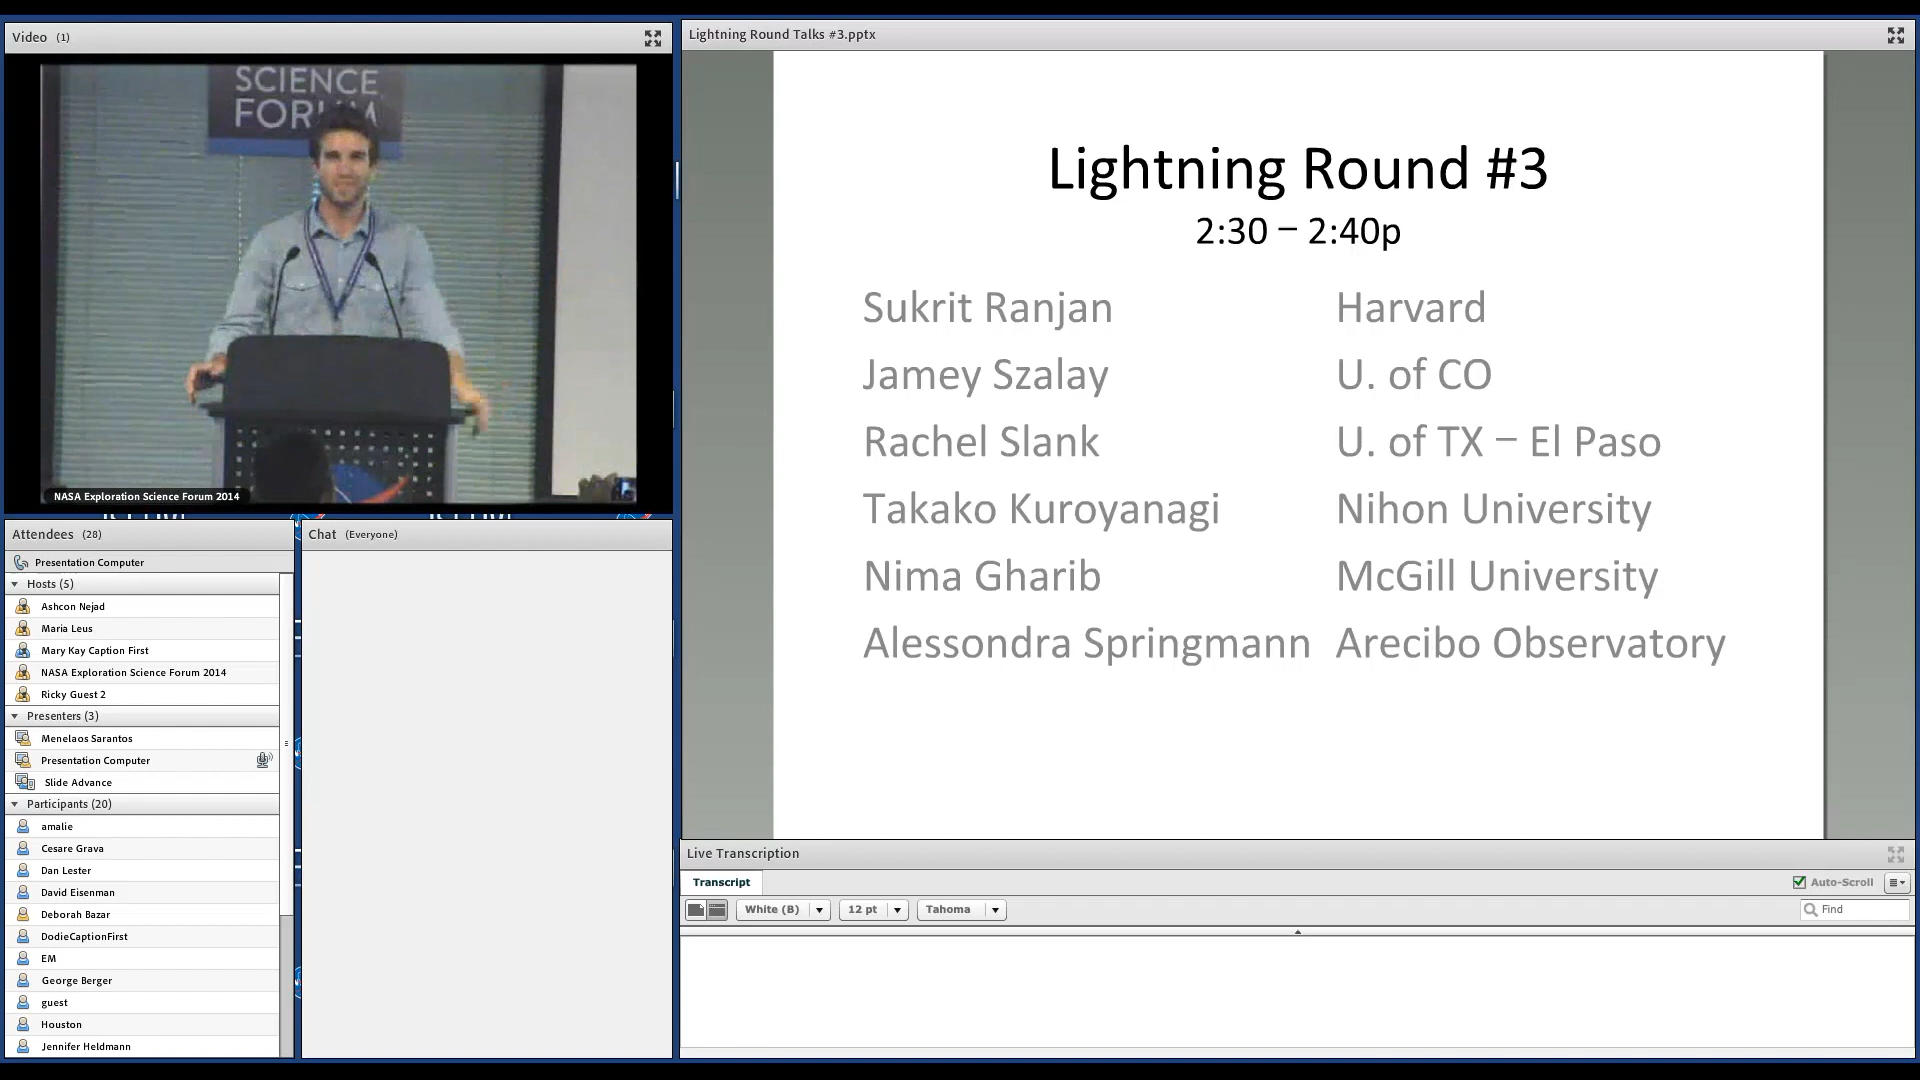 Video (1)
SCIENCE
FORUM
NASA Exploration Science Forum 2014
Attendees (28)
Presentation Computer
Hosts (5)
Ashcon Nejad
Maria Leus
Mary Kay Caption First
NASA Exploration Science Forum 2014
Ricky Guest 2
Presenters (3)
Menelaos Sarantos
Presentation Computer
Slide Advance
Participants (20)
amalie
Cesare Grava
Dan Lester
David Eisenman
Deborah Bazar
DodieCaptionFirst
EM
George Berger
guest
Houston
Jennifer Heldmann
Chat (Everyone)
Lightning Round Talks #3.pptx
Lightning Round #3
2:30 – 2:40p
Sukrit Ranjan Harvard
Jamey Szalay U. of CO
Rachel Slank U. of TX – El Paso
Takako Kuroyanagi Nihon University
Nima Gharib McGill University
Alessondra Springmann Arecibo Observatory
Live Transcription
Transcript Auto-Scroll
White (B) 12 pt Tahoma Find